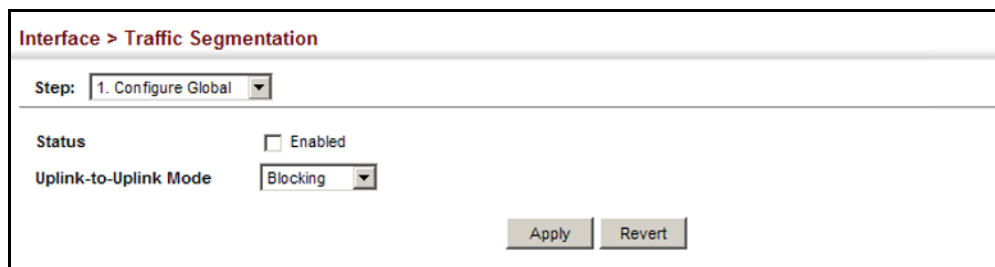 Interface > Traffic Segmentation
Step: 1. Configure Global
Status Enabled
Uplink-to-Uplink Mode Blocking
Apply Revert